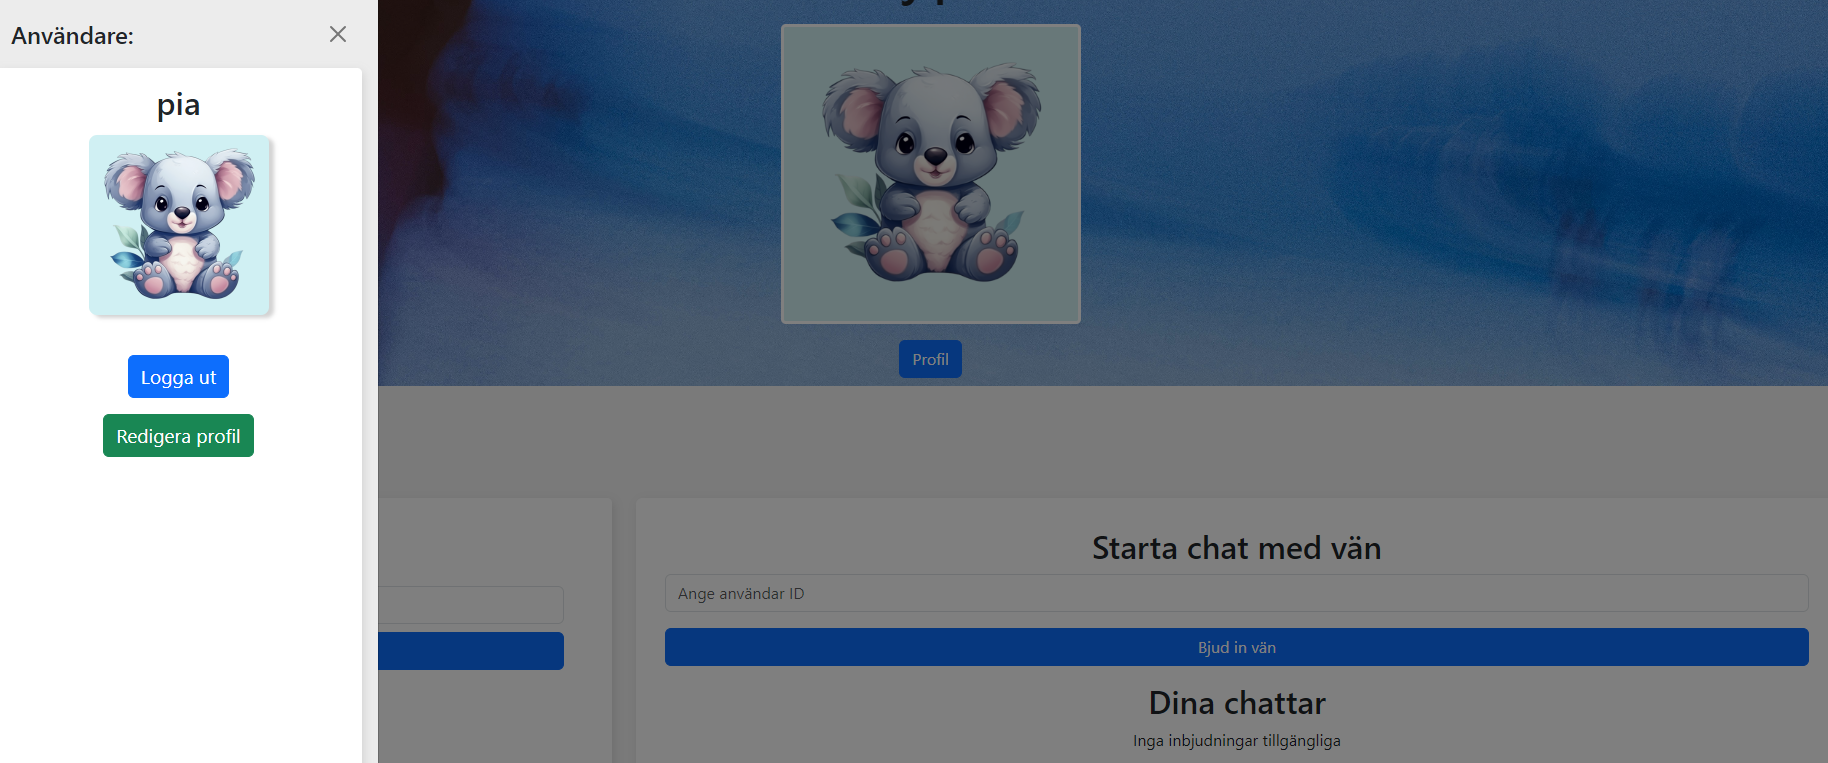 Användare:
pia
Logga ut
Redigera profil
Profil
Starta chat med vän
Ange användar ID
Bjud in vän
Dina chattar
Inga inbjudningar tillgängliga